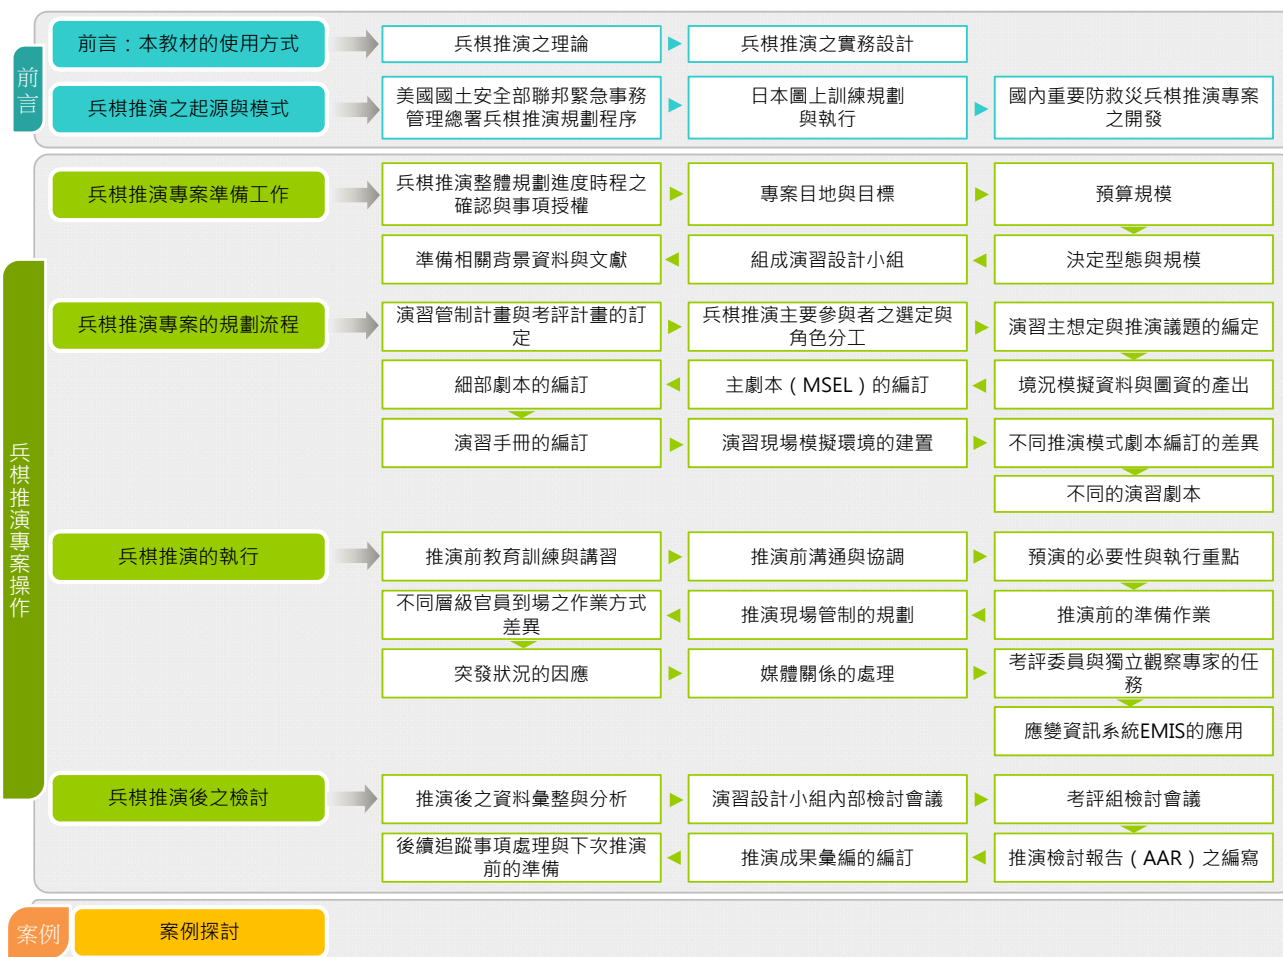 前言
前言：本教材的使用方式
兵棋推演之理論
兵棋推演之實務設計
兵棋推演之起源與模式
美國國土安全部聯邦緊急事務
管理總署兵棋推演規劃程序
日本圖上訓練規劃
與執行
國內重要防救災兵棋推演專案
之開發
兵棋推演專案操作
兵棋推演專案準備工作
兵棋推演整體規劃進度時程之
確認與事項授權
專案目地與目標
預算規模
準備相關背景資料與文獻
組成演習設計小組
決定型態與規模
兵棋推演專案的規劃流程
演習管制計畫與考評計畫的訂
定
兵棋推演主要參與者之選定與
角色分工
演習主想定與推演議題的編定
細部劇本的編訂
主劇本（MSEL）的編訂
境況模擬資料與圖資的產出
演習手冊的編訂
演習現場模擬環境的建置
不同推演模式劇本編訂的差異
不同的演習劇本
兵棋推演的執行
推演前教育訓練與講習
推演前溝通與協調
預演的必要性與執行重點
不同層級官員到場之作業方式
差異
推演現場管制的規劃
推演前的準備作業
突發狀況的因應
媒體關係的處理
考評委員與獨立觀察專家的任
務
應變資訊系統EMIS的應用
兵棋推演後之檢討
推演後之資料彙整與分析
演習設計小組內部檢討會議
考評組檢討會議
後續追蹤事項處理與下次推演
前的準備
推演成果彙編的編訂
推演檢討報告（AAR）之編寫
案例
案例探討